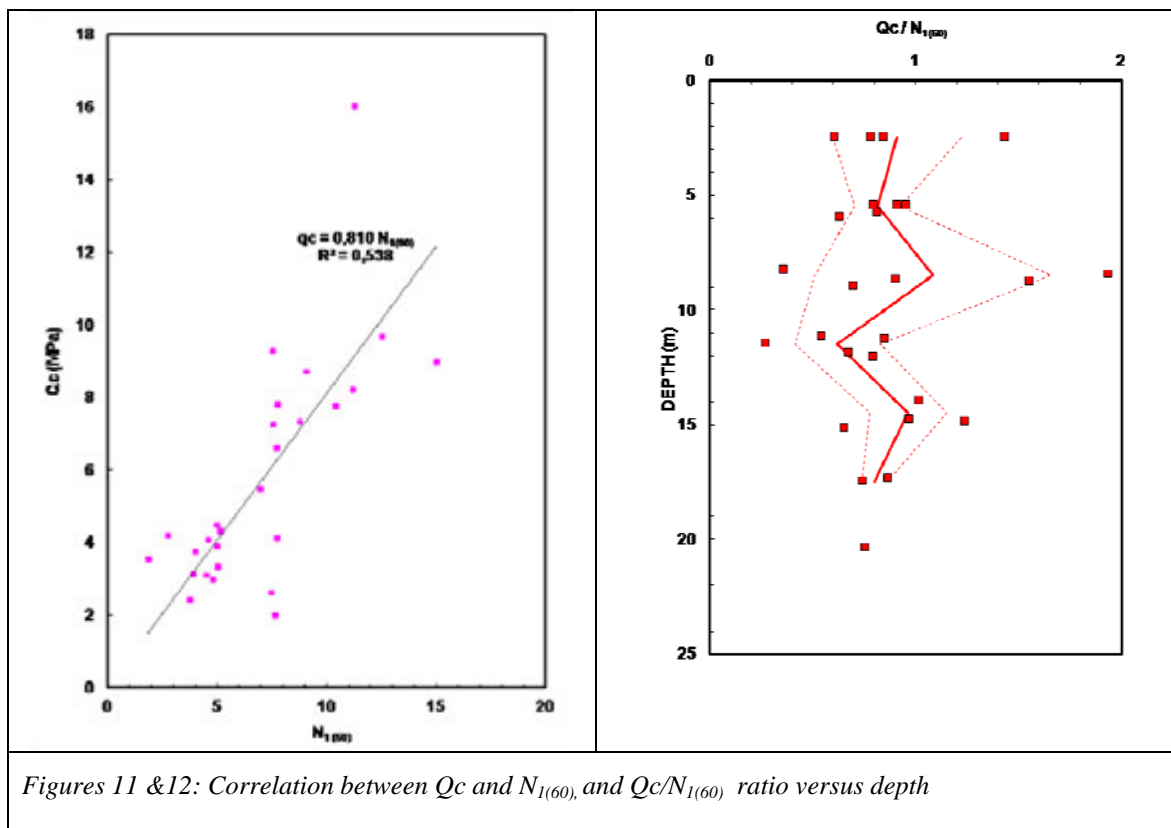 18
16
14
12
10
8
6
4
2
0
Qc (MPa)
qc = 0,810 N1(60)
R² = 0,538
0 5 10 15 20
N1(60)
Qc / N1(60)
0 1 2
0
5
10
15
20
25
DEPTH (m)
Figures 11 &12: Correlation between Qc and N1(60), and Qc/N1(60) ratio versus depth